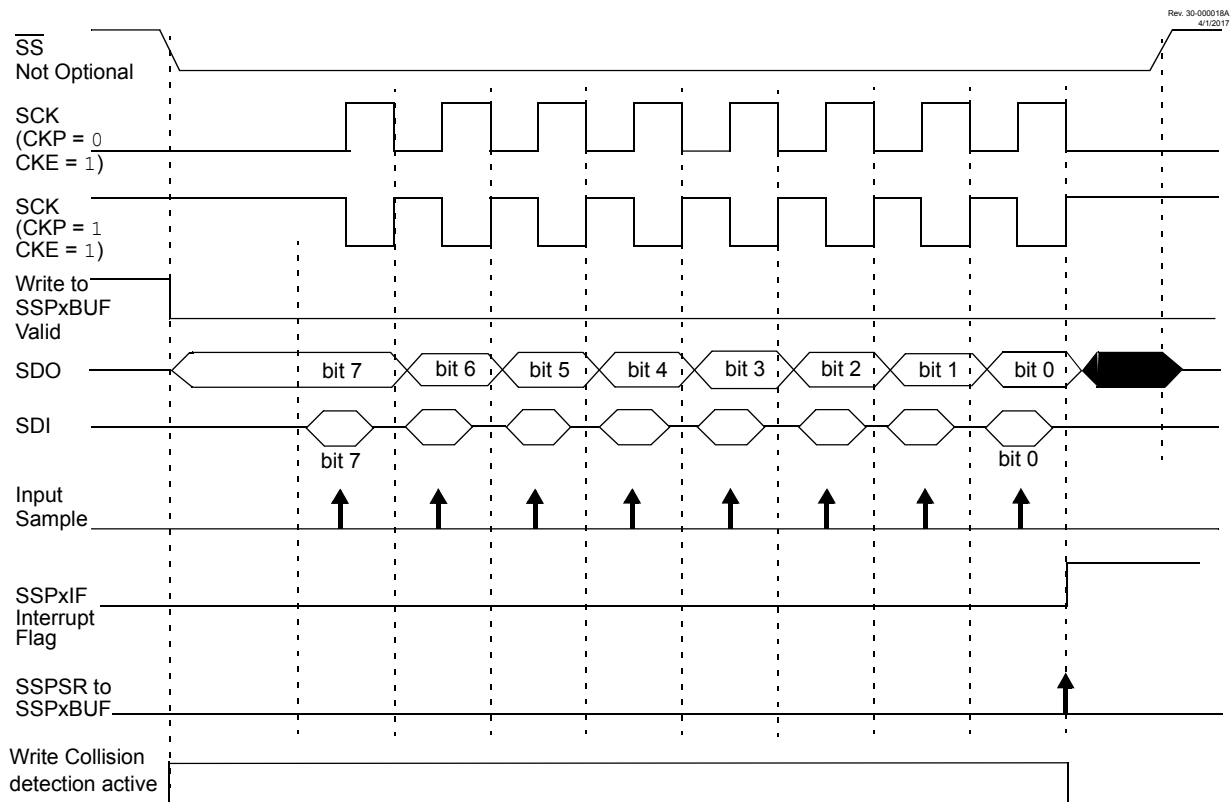 Rev. 30-000018A
4/1/2017
SS
Not Optional
SCK
(CKP = 0
CKE = 1)
SCK
(CKP = 1
CKE = 1)
Write to
SSPxBUF
Valid
SDO
bit 7
bit 6
bit 5
bit 4
bit 3
bit 2
bit 1
bit 0
SDI
bit 7
bit 0
Input
Sample
SSPxIF
Interrupt
Flag
SSPSR to
SSPxBUF
Write Collision
detection active